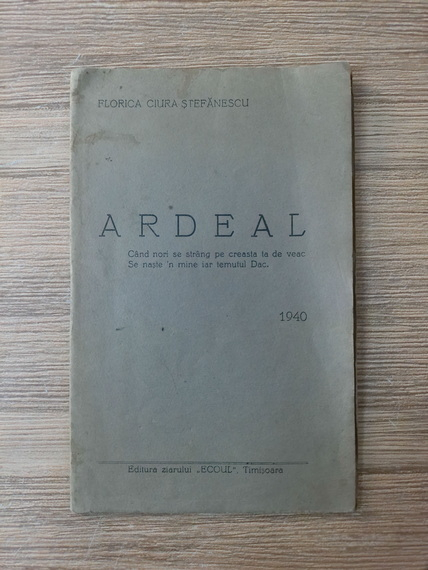 FLORICA CIURA ȘTEFĂNESCU
ARDEAL
Când nori se strâng pe creasta ta de veac
Se naște 'n mine iar temutul Dac.
1940
Editura ziarului „ECOUL", Timișoara